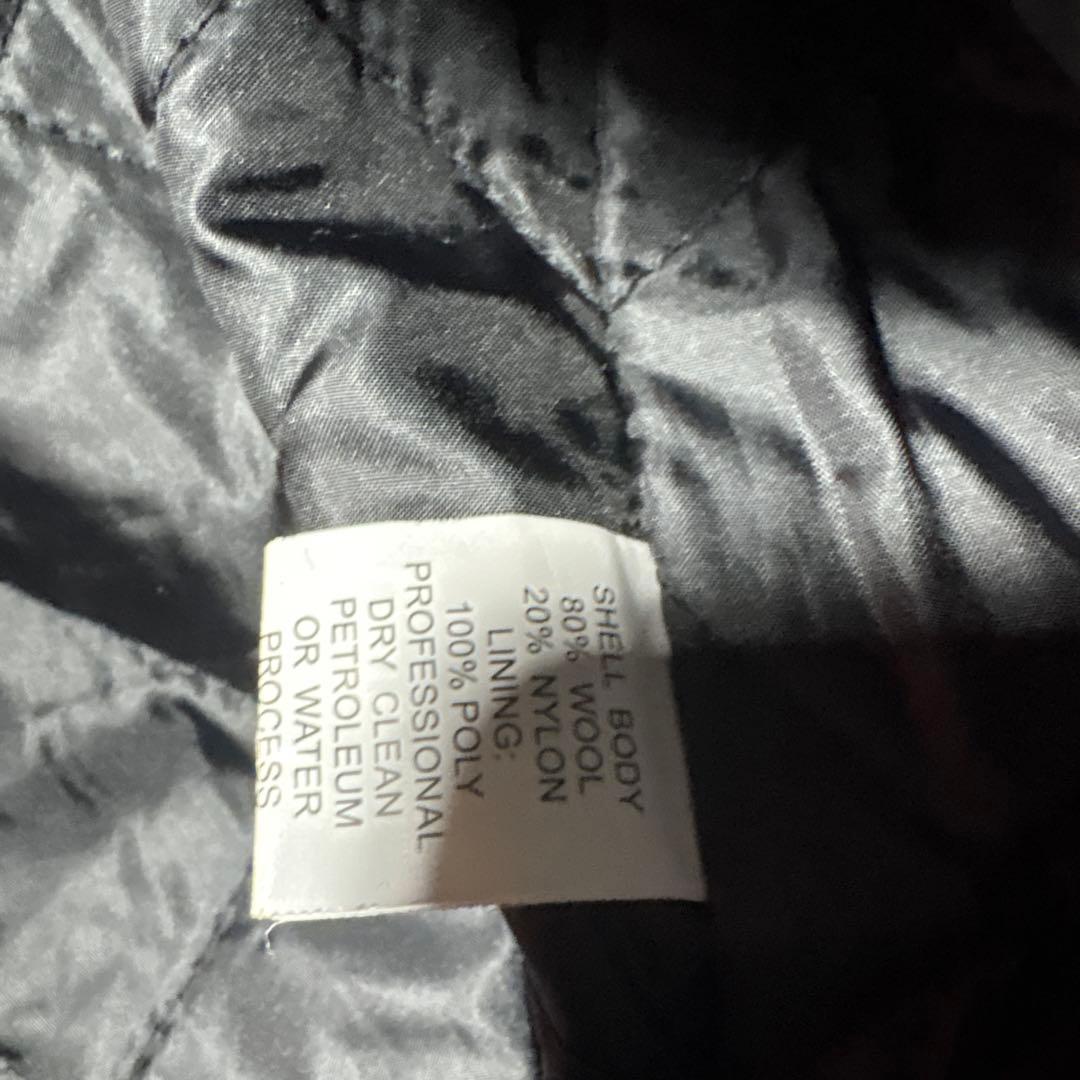 SHELL BODY
80% WOOL
20% NYLON
LINING:
100% POLY
PROFESSIONAL
DRY CLEAN
PETROLEUM
OR WATER
PROCESS